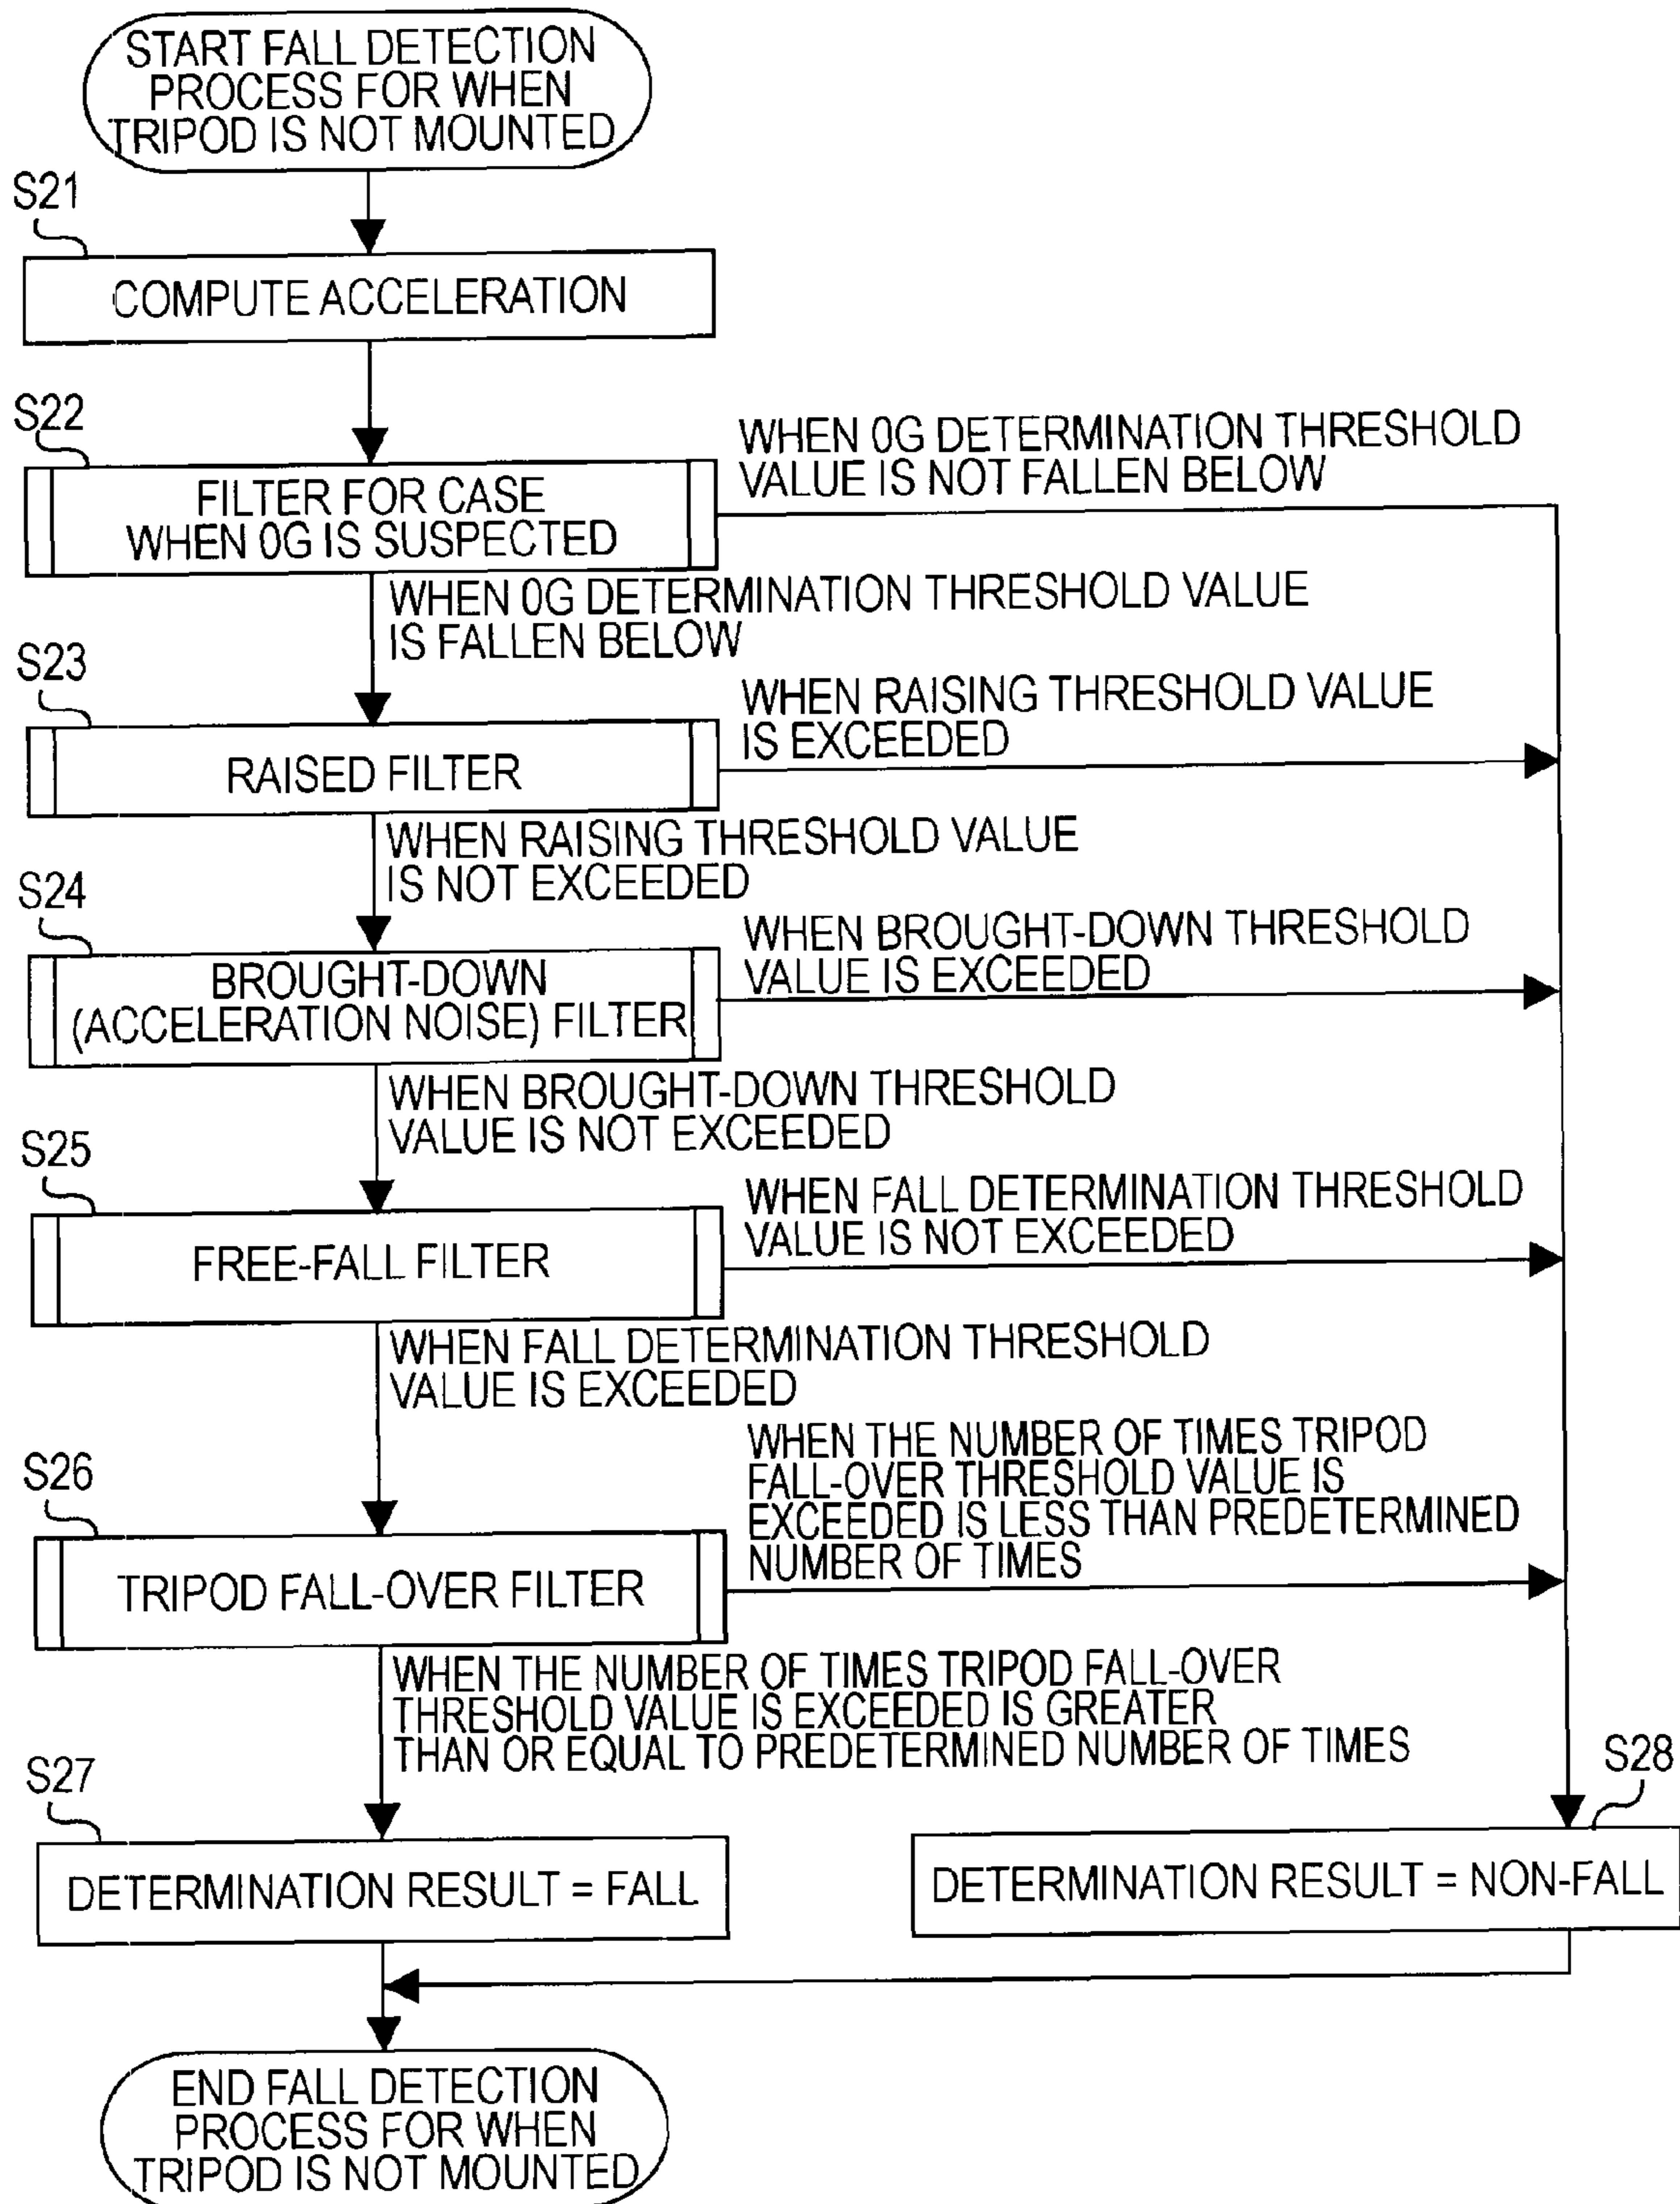 START FALL DETECTION
PROCESS FOR WHEN
TRIPOD IS NOT MOUNTED
S21
COMPUTE ACCELERATION
S22
FILTER FOR CASE
WHEN 0G IS SUSPECTED
WHEN 0G DETERMINATION THRESHOLD
VALUE IS NOT FALLEN BELOW
WHEN 0G DETERMINATION THRESHOLD VALUE
IS FALLEN BELOW
S23
RAISED FILTER
WHEN RAISING THRESHOLD VALUE
IS EXCEEDED
WHEN RAISING THRESHOLD VALUE
IS NOT EXCEEDED
S24
BROUGHT-DOWN
(ACCELERATION NOISE) FILTER
WHEN BROUGHT-DOWN THRESHOLD
VALUE IS EXCEEDED
WHEN BROUGHT-DOWN THRESHOLD
VALUE IS NOT EXCEEDED
S25
FREE-FALL FILTER
WHEN FALL DETERMINATION THRESHOLD
VALUE IS NOT EXCEEDED
WHEN FALL DETERMINATION THRESHOLD
VALUE IS EXCEEDED
S26
TRIPOD FALL-OVER FILTER
WHEN THE NUMBER OF TIMES TRIPOD
FALL-OVER THRESHOLD VALUE IS
EXCEEDED IS LESS THAN PREDETERMINED
NUMBER OF TIMES
WHEN THE NUMBER OF TIMES TRIPOD FALL-OVER
THRESHOLD VALUE IS EXCEEDED IS GREATER
THAN OR EQUAL TO PREDETERMINED NUMBER OF TIMES
S27
DETERMINATION RESULT = FALL
S28
DETERMINATION RESULT = NON-FALL
END FALL DETECTION
PROCESS FOR WHEN
TRIPOD IS NOT MOUNTED